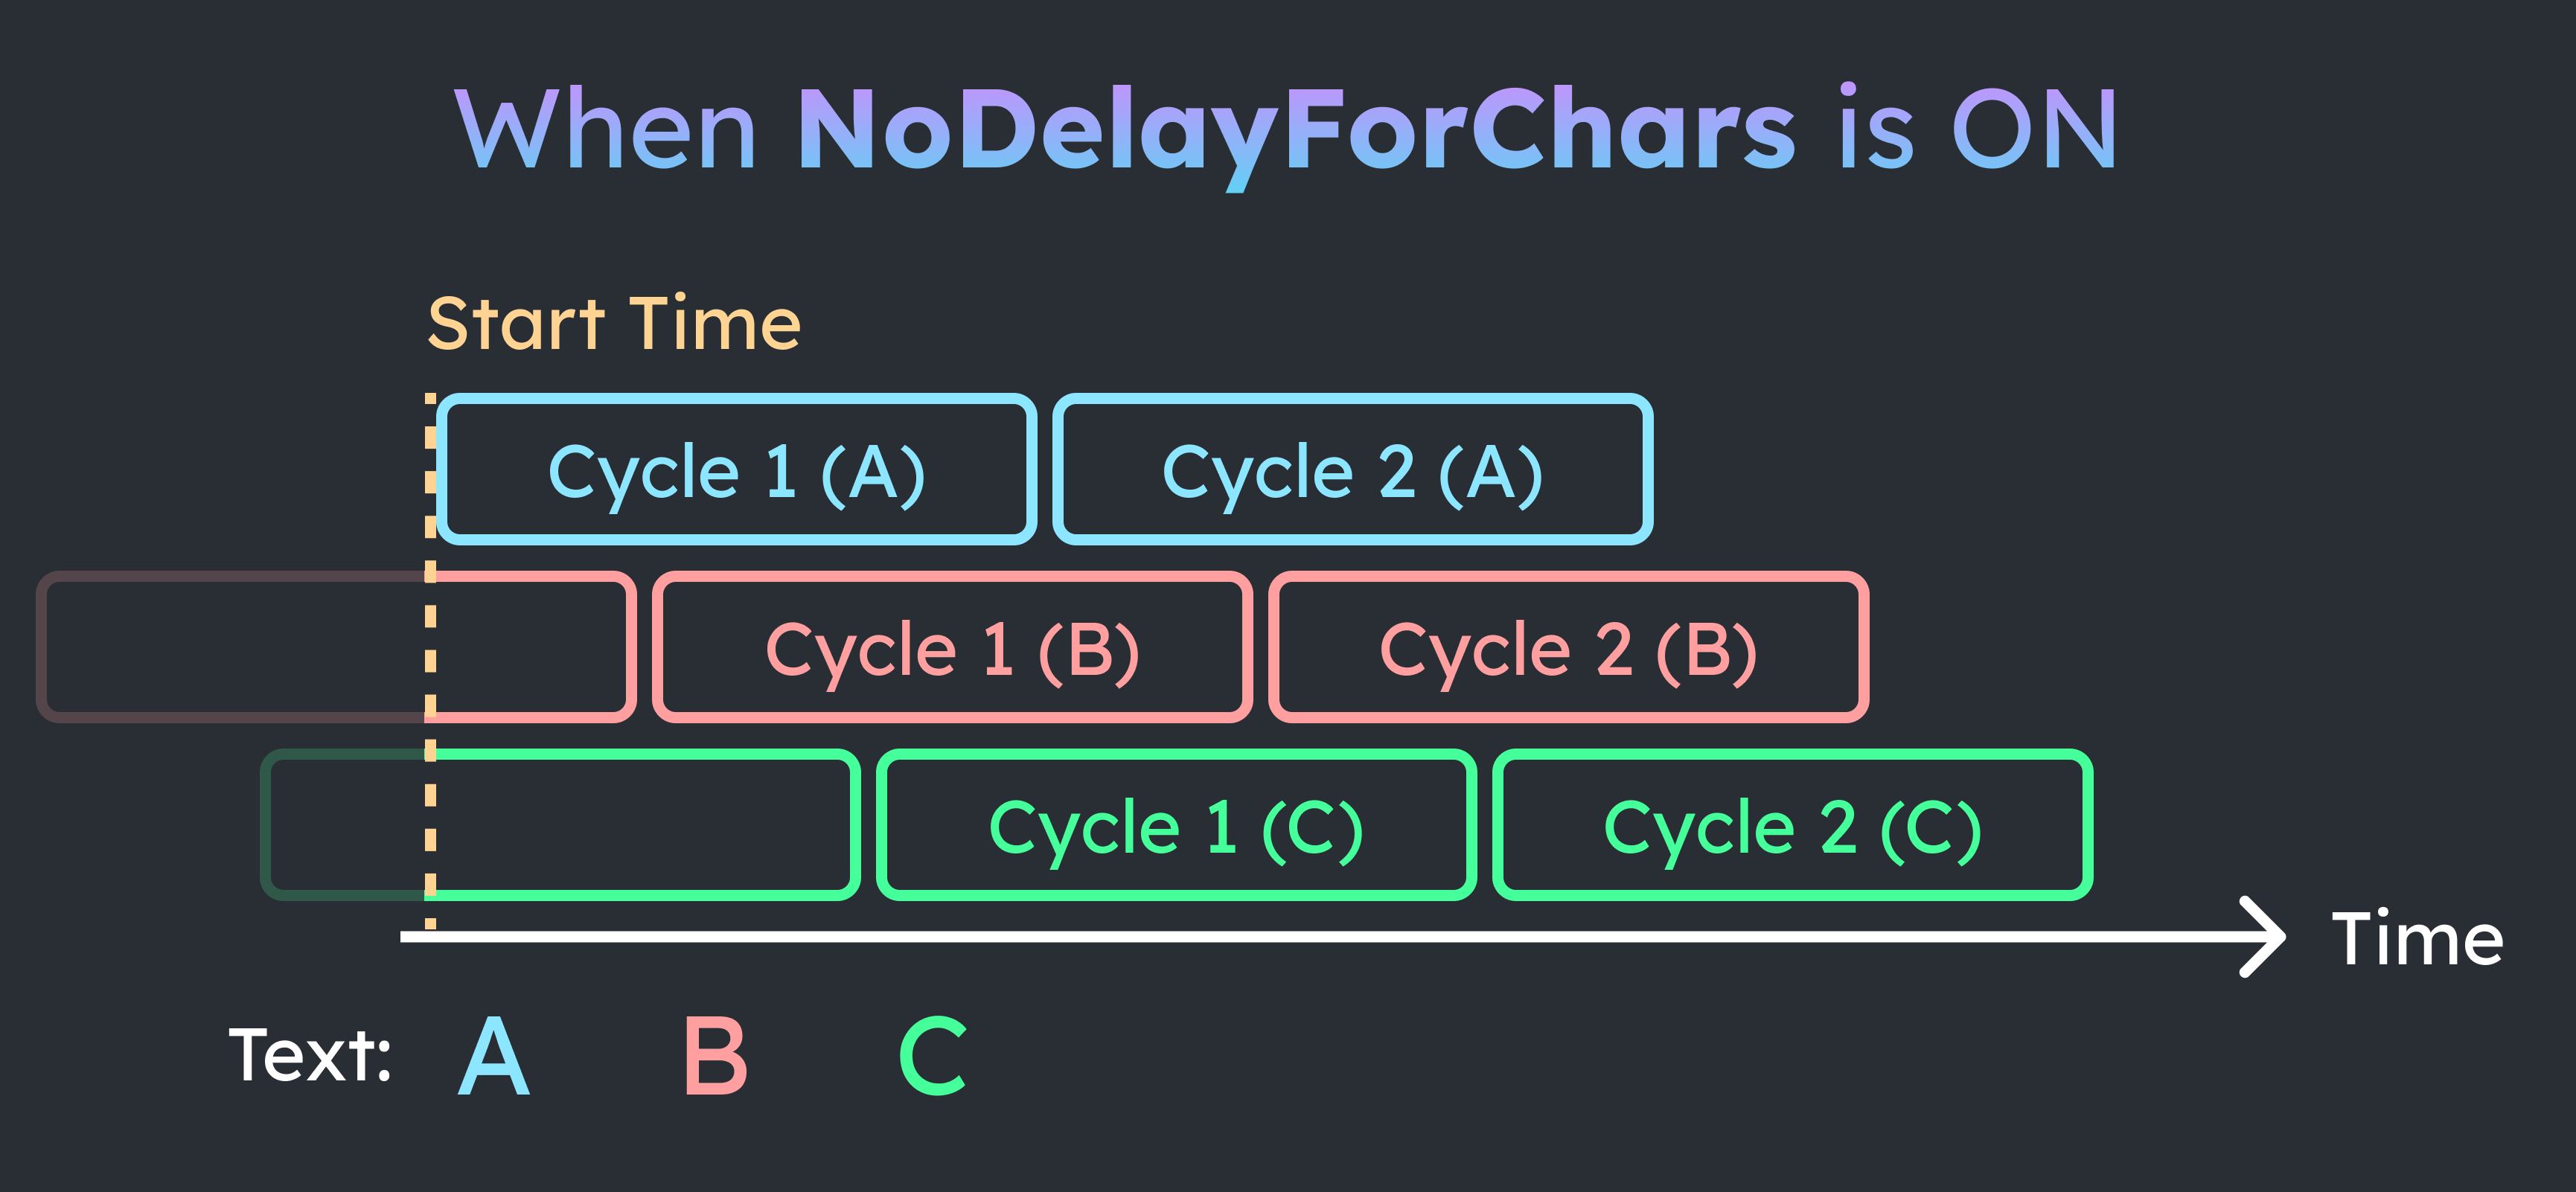 When NoDelayForChars is ON
Start Time
Cycle 1 (A) Cycle 2 (A)
Cycle 1 (B) Cycle 2 (B)
Cycle 1 (C) Cycle 2 (C)
Time
Text: A B C